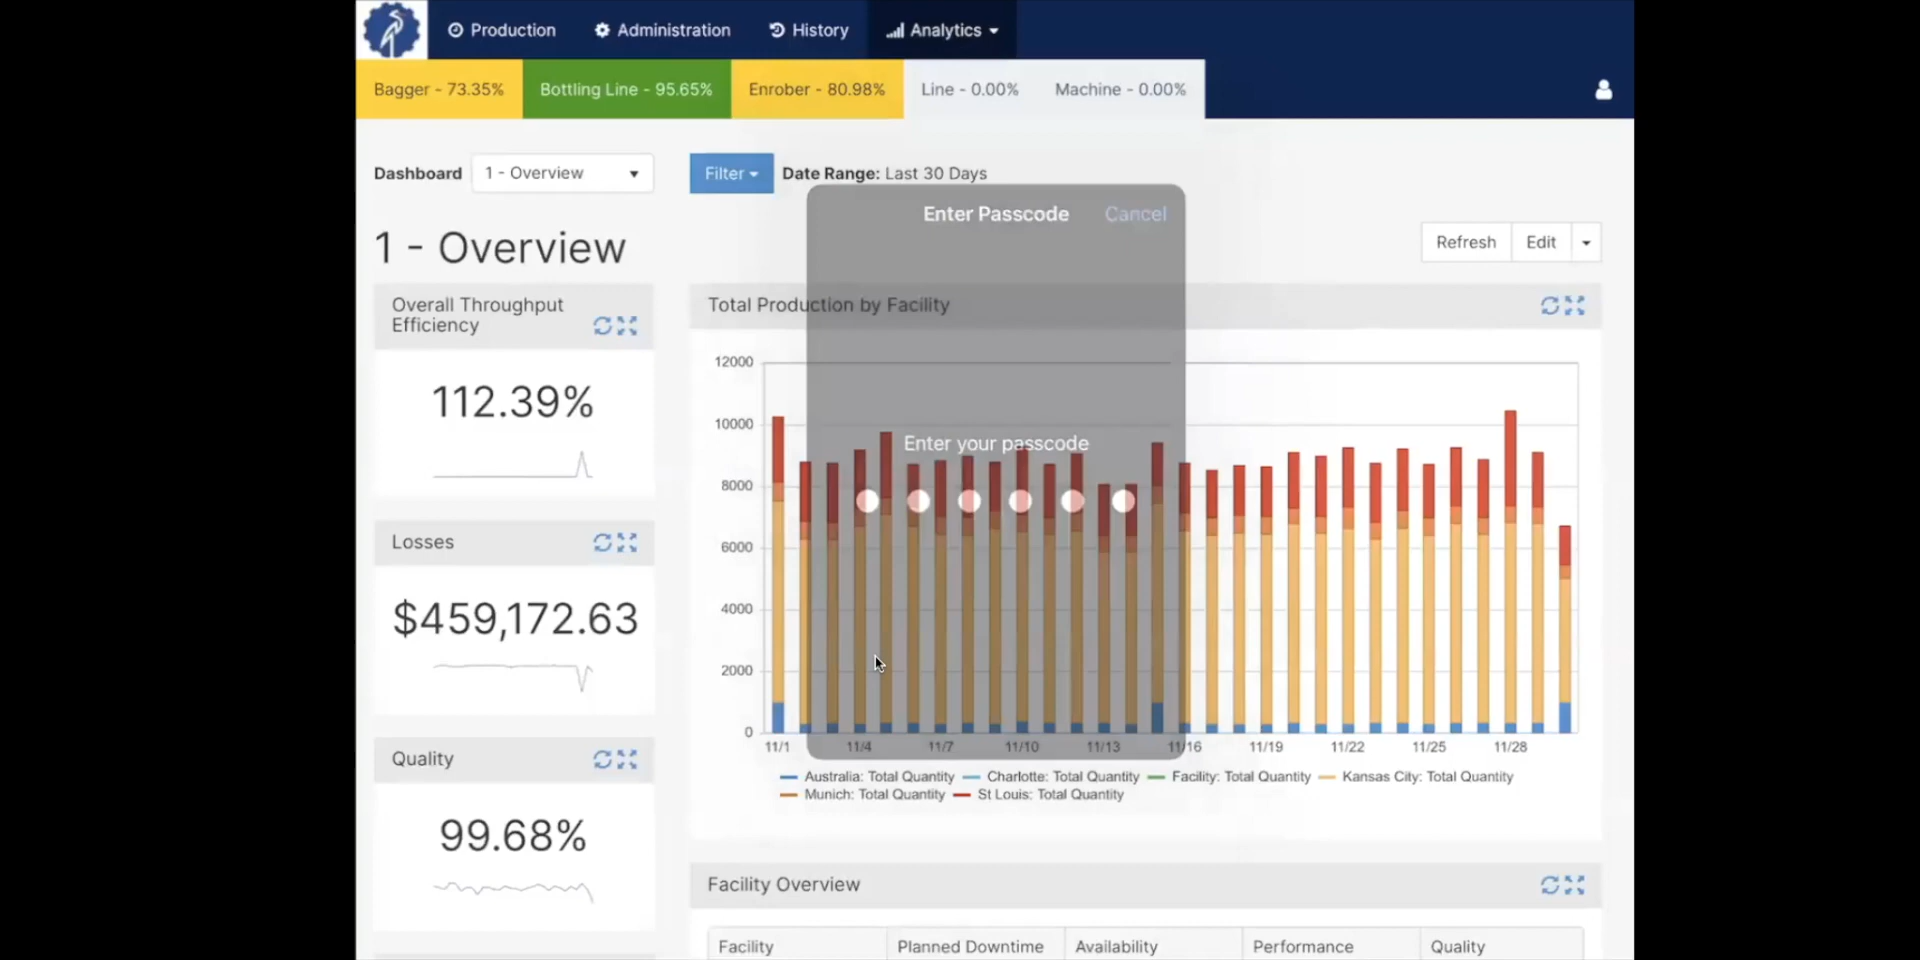 Production Administration History Analytics
Bagger - 73.35% Bottling Line - 95.65% Enrober - 80.98% Line - 0.00% Machine - 0.00%
Dashboard 1 - Overview Filter Date Range: Last 30 Days
Enter Passcode Cancel
1 - Overview
Refresh Edit
Overall Throughput
Efficiency
112.39%
Losses
$459,172.63
Quality
99.68%
Total Production by Facility
Enter your passcode
12000
10000
8000
6000
4000
2000
0
11/1 11/4 11/7 11/10 11/13 11/16 11/19 11/22 11/25 11/28
Australia: Total Quantity Charlotte: Total Quantity Facility: Total Quantity Kansas City: Total Quantity
Munich: Total Quantity St Louis: Total Quantity
Facility Overview
Facility Planned Downtime Availability Performance Quality